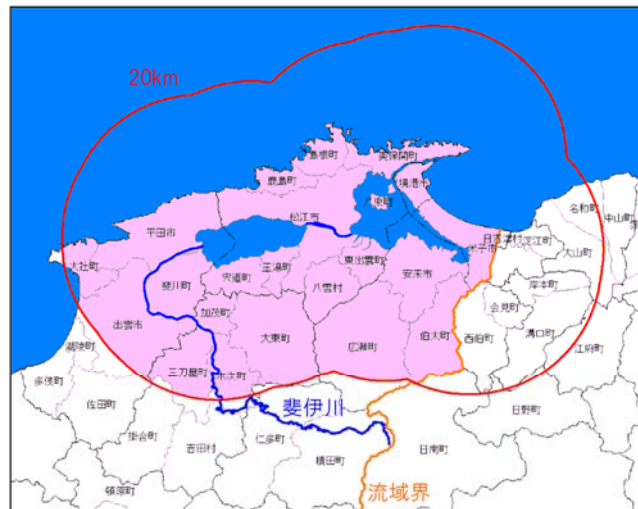 20km
島根町
美保関町
鹿島町
境港市
八束町
松江市
平田市
名和町
中山町
日吉津村
淀江町
米子市
大山町
大社町
斐川町
宍道町
玉湯町
東出雲町
安来市
八雲村
岸本町
会見町
出雲市
加茂町
大東町
広瀬町
伯太町
西伯町
溝口町
江府町
湖陵町
三刀屋町
木次町
多伎町
佐田町
斐伊川
日野町
掛合町
吉田村
仁多町
横田町
日南町
頓原町
流域界